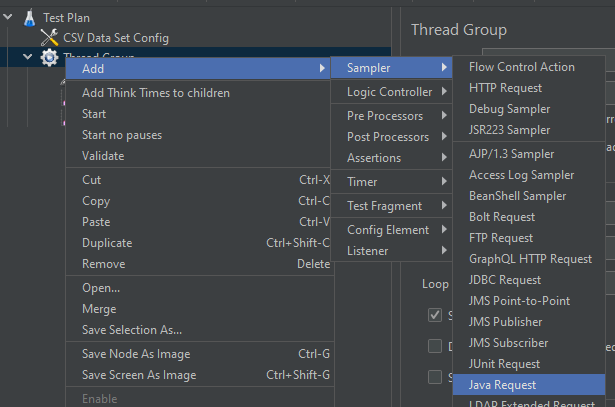 Test Plan
CSV Data Set Config
Thread Group
Thread Group
Add
Add Think Times to children
Start
Start no pauses
Validate
Cut Ctrl-X
Copy Ctrl-C
Paste Ctrl-V
Duplicate Ctrl+Shift-C
Remove Delete
Open...
Merge
Save Selection As...
Save Node As Image Ctrl-G
Save Screen As Image Ctrl+Shift-G
Enable
Sampler
Logic Controller
Pre Processors
Post Processors
Assertions
Timer
Test Fragment
Config Element
Listener
Flow Control Action
HTTP Request
Debug Sampler
JSR223 Sampler
AJP/1.3 Sampler
Access Log Sampler
BeanShell Sampler
Bolt Request
FTP Request
GraphQL HTTP Request
JDBC Request
JMS Point-to-Point
JMS Publisher
JMS Subscriber
JUnit Request
Java Request
LDAP Extended Request
Loop